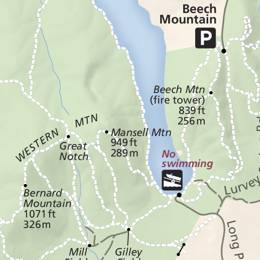 Beech
Mountain
P
Beech Mtn
(fire tower)
839 ft
256 m
WESTERN MTN
Mansell Mtn
949 ft
289 m
Great
Notch
No
swimming
Bernard
Mountain
1071 ft
326 m
Mill
Gilley
Long